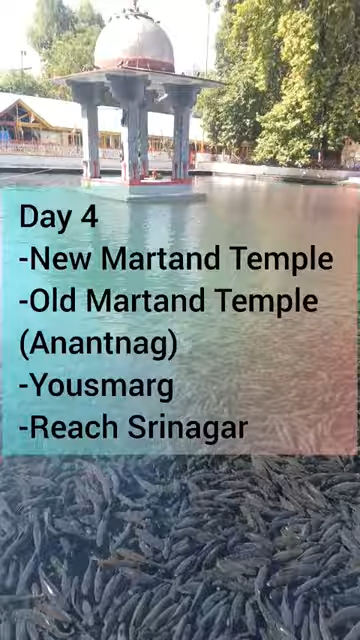 Day 4
-New Martand Temple
-Old Martand Temple
(Anantnag)
-Yousmarg
-Reach Srinagar